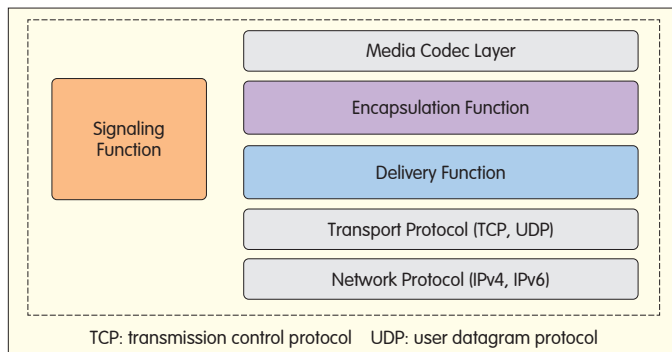 Media Codec Layer
Signaling
Function
Encapsulation Function
Delivery Function
Transport Protocol (TCP, UDP)
Network Protocol (IPv4, IPv6)
TCP: transmission control protocol UDP: user datagram protocol